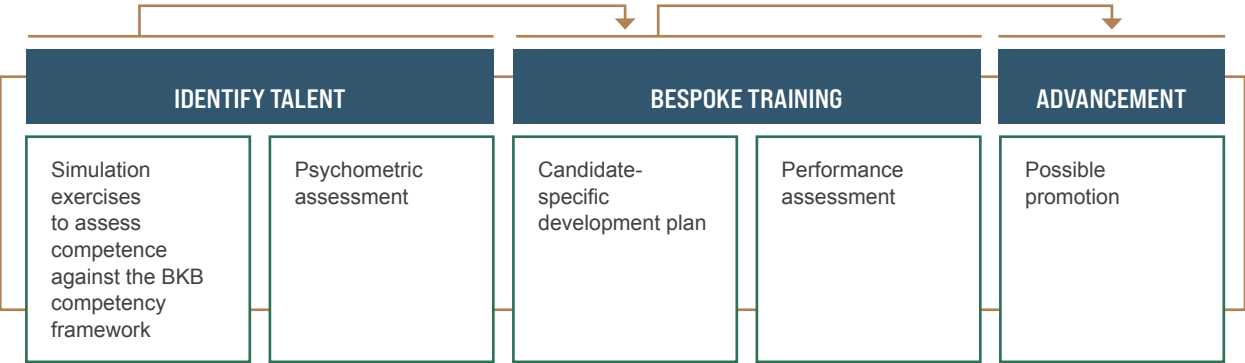 IDENTIFY TALENT
Simulation
exercises
to assess
competence
against the BKB
competency
framework
Psychometric
assessment
BESPOKE TRAINING
Candidate-
specific
development plan
Performance
assessment
ADVANCEMENT
Possible
promotion